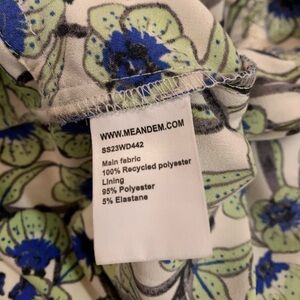 WWW.MEANDEM.COM
SS23WD442
Main fabric
100% Recycled polyester
Lining
95% Polyester
5% Elastane